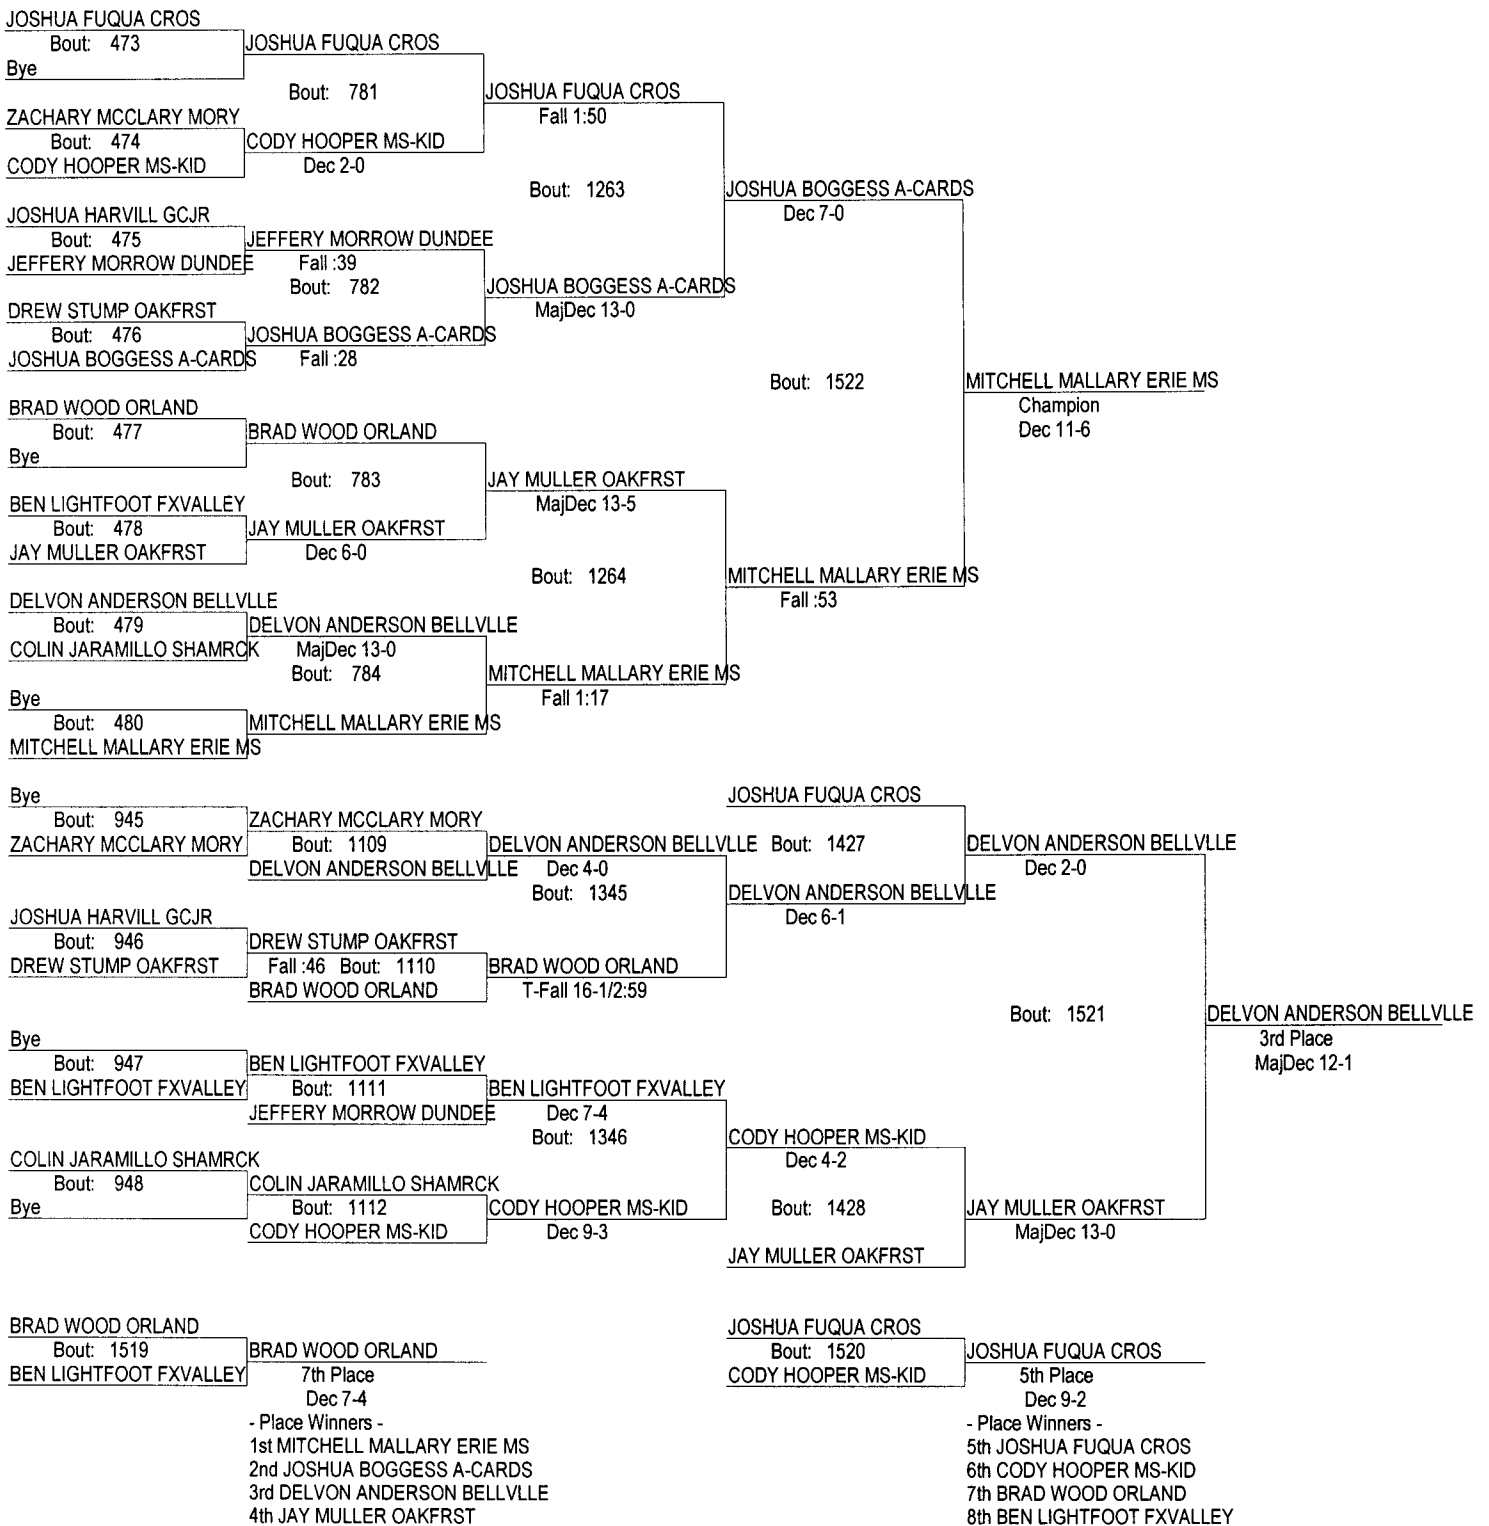 JOSHUA FUQUA CROS
Bout: 473
JOSHUA FUQUA CROS
Bye
Bout: 781
JOSHUA FUQUA CROS
Fall 1:50
ZACHARY MCCLARY MORY
Bout: 474
CODY HOOPER MS-KID
CODY HOOPER MS-KID
Dec 2-0
Bout: 1263
JOSHUA BOGGESS A-CARDS
Dec 7-0
JOSHUA HARVILL GCJR
Bout: 475
JEFFERY MORROW DUNDEE
JEFFERY MORROW DUNDEE
Fall :39
Bout: 782
JOSHUA BOGGESS A-CARDS
MajDec 13-0
DREW STUMP OAKFRST
Bout: 476
JOSHUA BOGGESS A-CARDS
JOSHUA BOGGESS A-CARDS
Fall :28
Bout: 1522
MITCHELL MALLARY ERIE MS
Champion
Dec 11-6
BRAD WOOD ORLAND
Bout: 477
BRAD WOOD ORLAND
Bye
Bout: 783
JAY MULLER OAKFRST
MajDec 13-5
BEN LIGHTFOOT FXVALLEY
Bout: 478
JAY MULLER OAKFRST
JAY MULLER OAKFRST
Dec 6-0
Bout: 1264
MITCHELL MALLARY ERIE MS
Fall :53
DELVON ANDERSON BELLVLLE
Bout: 479
DELVON ANDERSON BELLVLLE
COLIN JARAMILLO SHAMRCK
MajDec 13-0
Bout: 784
MITCHELL MALLARY ERIE MS
Fall 1:17
Bye
Bout: 480
MITCHELL MALLARY ERIE MS
MITCHELL MALLARY ERIE MS
Bye
Bout: 945
ZACHARY MCCLARY MORY
ZACHARY MCCLARY MORY
Bout: 1109
DELVON ANDERSON BELLVLLE
DELVON ANDERSON BELLVLLE
Dec 4-0
Bout: 1345
JOSHUA FUQUA CROS
Bout: 1427
DELVON ANDERSON BELLVLLE
Dec 2-0
DELVON ANDERSON BELLVLLE
Dec 6-1
JOSHUA HARVILL GCJR
Bout: 946
DREW STUMP OAKFRST
DREW STUMP OAKFRST
Fall :46 Bout: 1110
BRAD WOOD ORLAND
BRAD WOOD ORLAND
T-Fall 16-1/2:59
Bout: 1521
DELVON ANDERSON BELLVLLE
3rd Place
MajDec 12-1
Bye
Bout: 947
BEN LIGHTFOOT FXVALLEY
BEN LIGHTFOOT FXVALLEY
Bout: 1111
BEN LIGHTFOOT FXVALLEY
JEFFERY MORROW DUNDEE
Dec 7-4
Bout: 1346
CODY HOOPER MS-KID
Dec 4-2
COLIN JARAMILLO SHAMRCK
Bout: 948
COLIN JARAMILLO SHAMRCK
Bye
Bout: 1112
CODY HOOPER MS-KID
CODY HOOPER MS-KID
Dec 9-3
Bout: 1428
JAY MULLER OAKFRST
MajDec 13-0
JAY MULLER OAKFRST
BRAD WOOD ORLAND
Bout: 1519
BRAD WOOD ORLAND
BEN LIGHTFOOT FXVALLEY
7th Place
Dec 7-4
- Place Winners -
1st MITCHELL MALLARY ERIE MS
2nd JOSHUA BOGGESS A-CARDS
3rd DELVON ANDERSON BELLVLLE
4th JAY MULLER OAKFRST
JOSHUA FUQUA CROS
Bout: 1520
JOSHUA FUQUA CROS
CODY HOOPER MS-KID
5th Place
Dec 9-2
- Place Winners -
5th JOSHUA FUQUA CROS
6th CODY HOOPER MS-KID
7th BRAD WOOD ORLAND
8th BEN LIGHTFOOT FXVALLEY